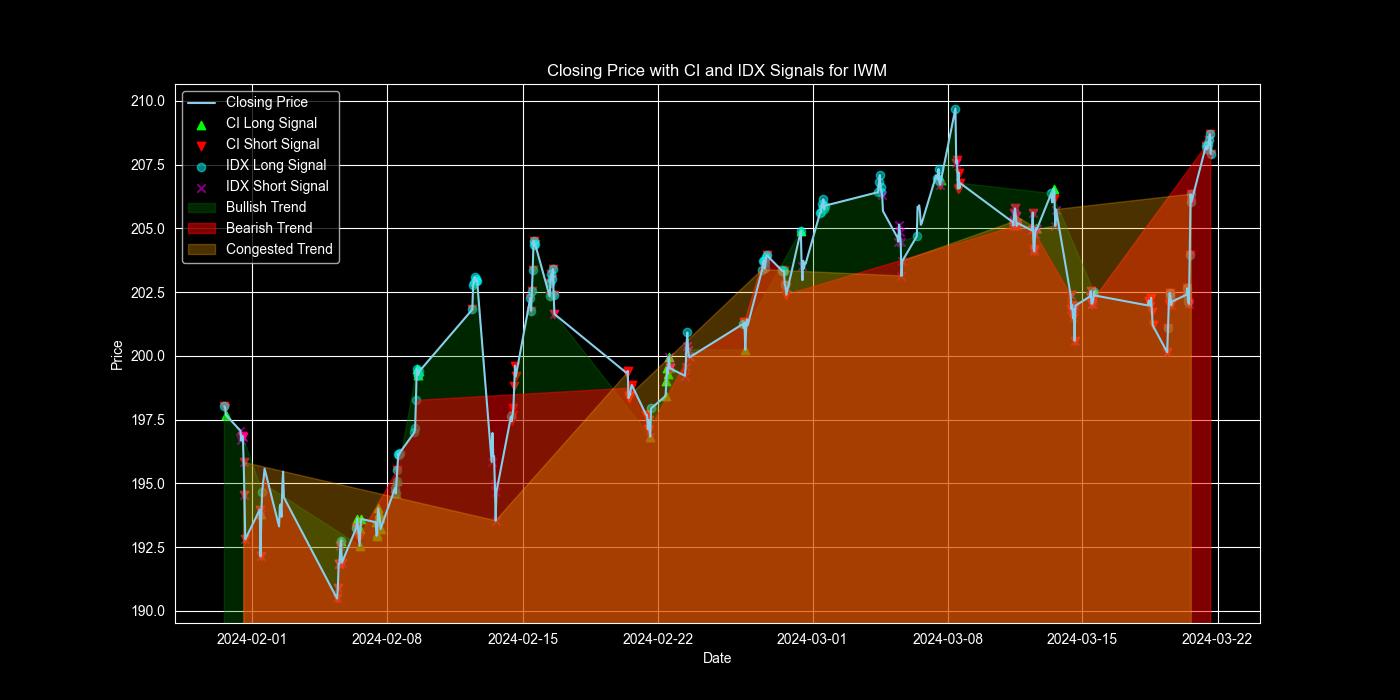 Closing Price with CI and IDX Signals for IWM
Closing Price
CI Long Signal
CI Short Signal
IDX Long Signal
IDX Short Signal
Bullish Trend
Bearish Trend
Congested Trend
Price
210.0
207.5
205.0
202.5
200.0
197.5
195.0
192.5
190.0
2024-02-01 2024-02-08 2024-02-15 2024-02-22 2024-03-01 2024-03-08 2024-03-15 2024-03-22
Date